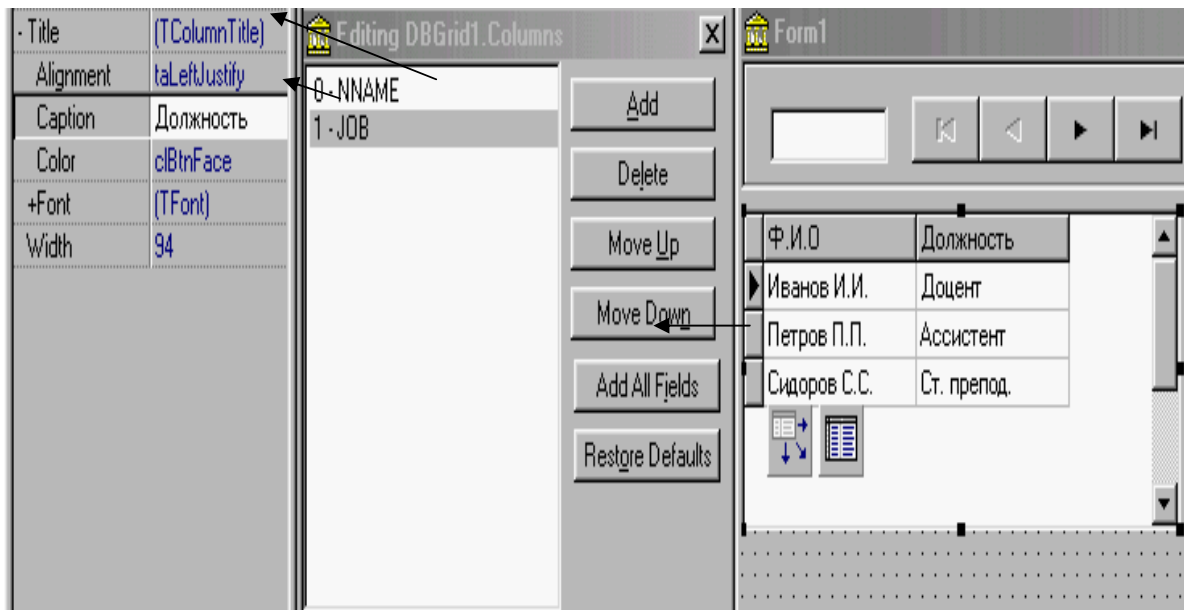 - Title (TColumnTitle)
Alignment taLeftJustify
Caption Должность
Color clBtnFace
+Font (TFont)
Width 94
Editing DBGrid1.Columns
0 - NNAME
1 - JOB
Add
Delete
Move Up
Move Down
Add All Fields
Restore Defaults
Form1
Ф.И.О Должность
Иванов И.И. Доцент
Петров П.П. Ассистент
Сидоров С.С. Ст. препод.